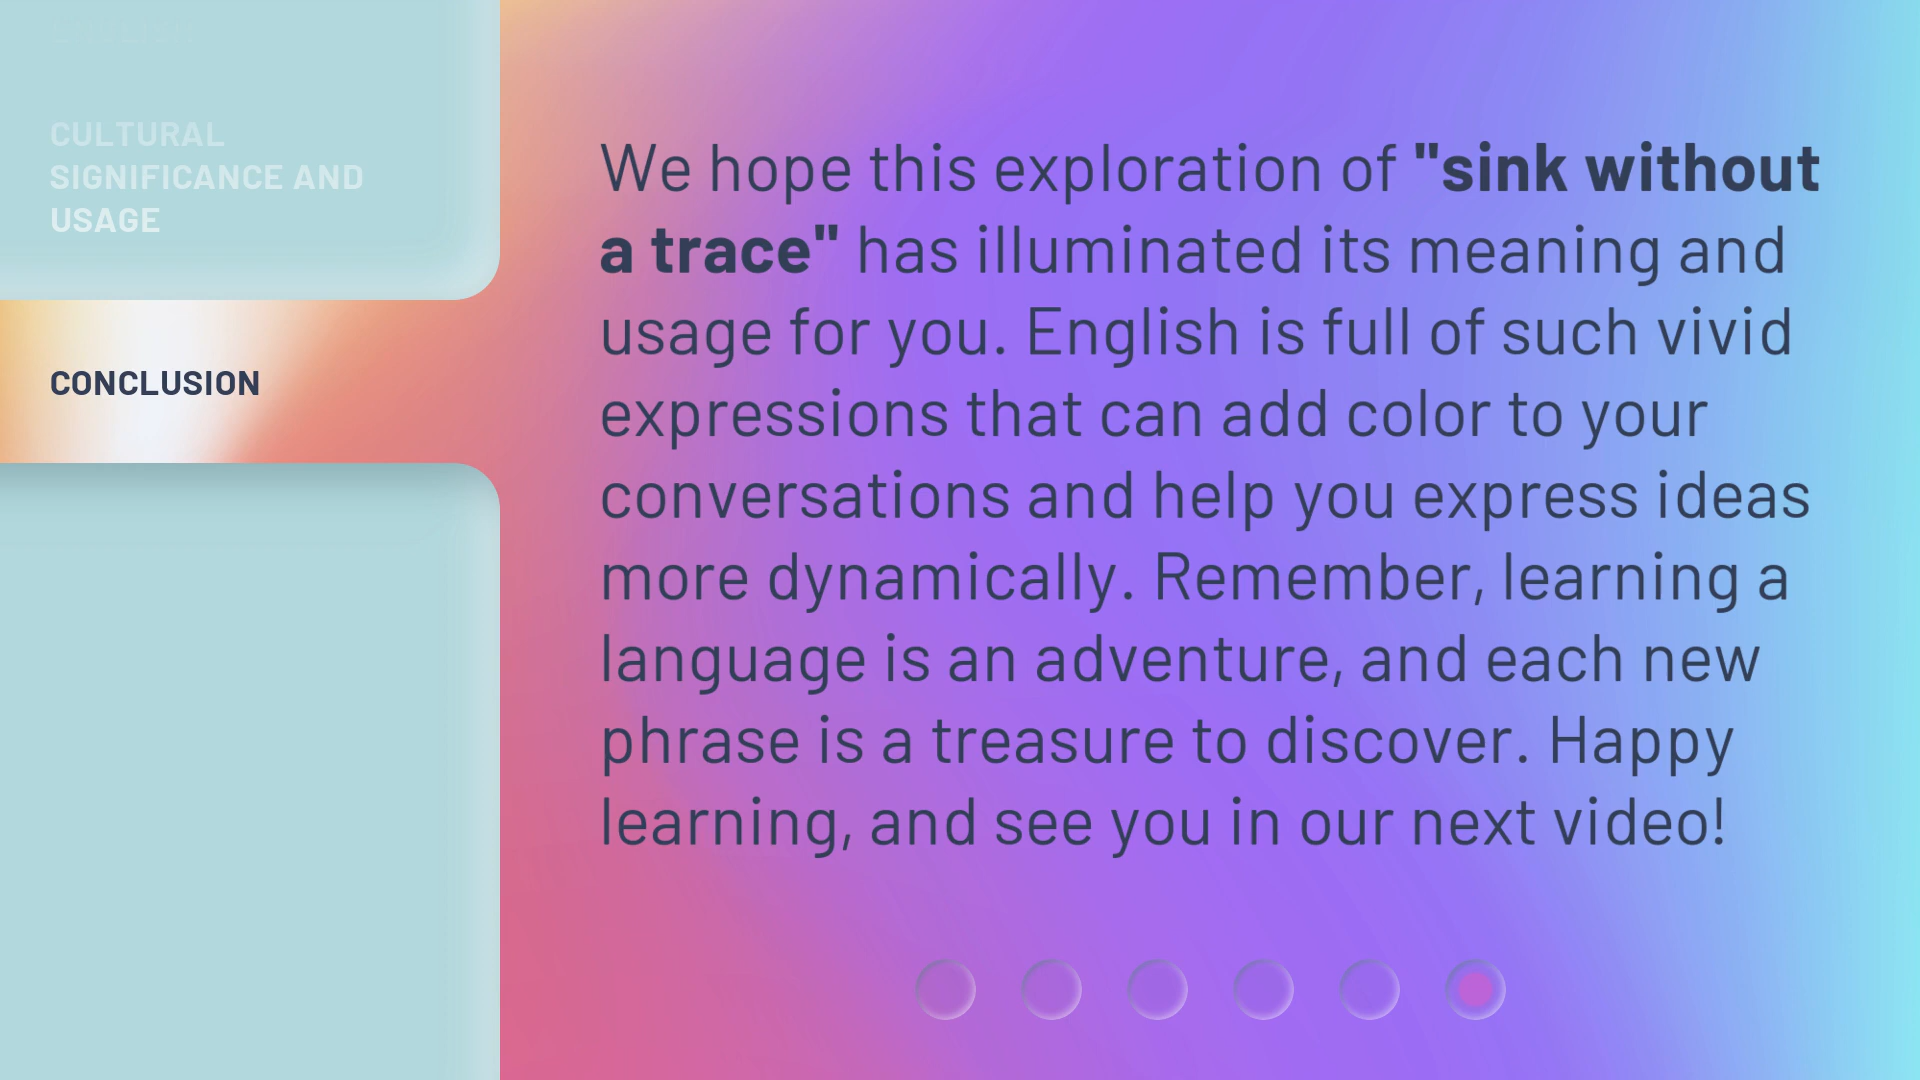 CULTURAL
SIGNIFICANCE AND
USAGE
CONCLUSION
We hope this exploration of "sink without
a trace" has illuminated its meaning and
usage for you. English is full of such vivid
expressions that can add color to your
conversations and help you express ideas
more dynamically. Remember, learning a
language is an adventure, and each new
phrase is a treasure to discover. Happy
learning, and see you in our next video!